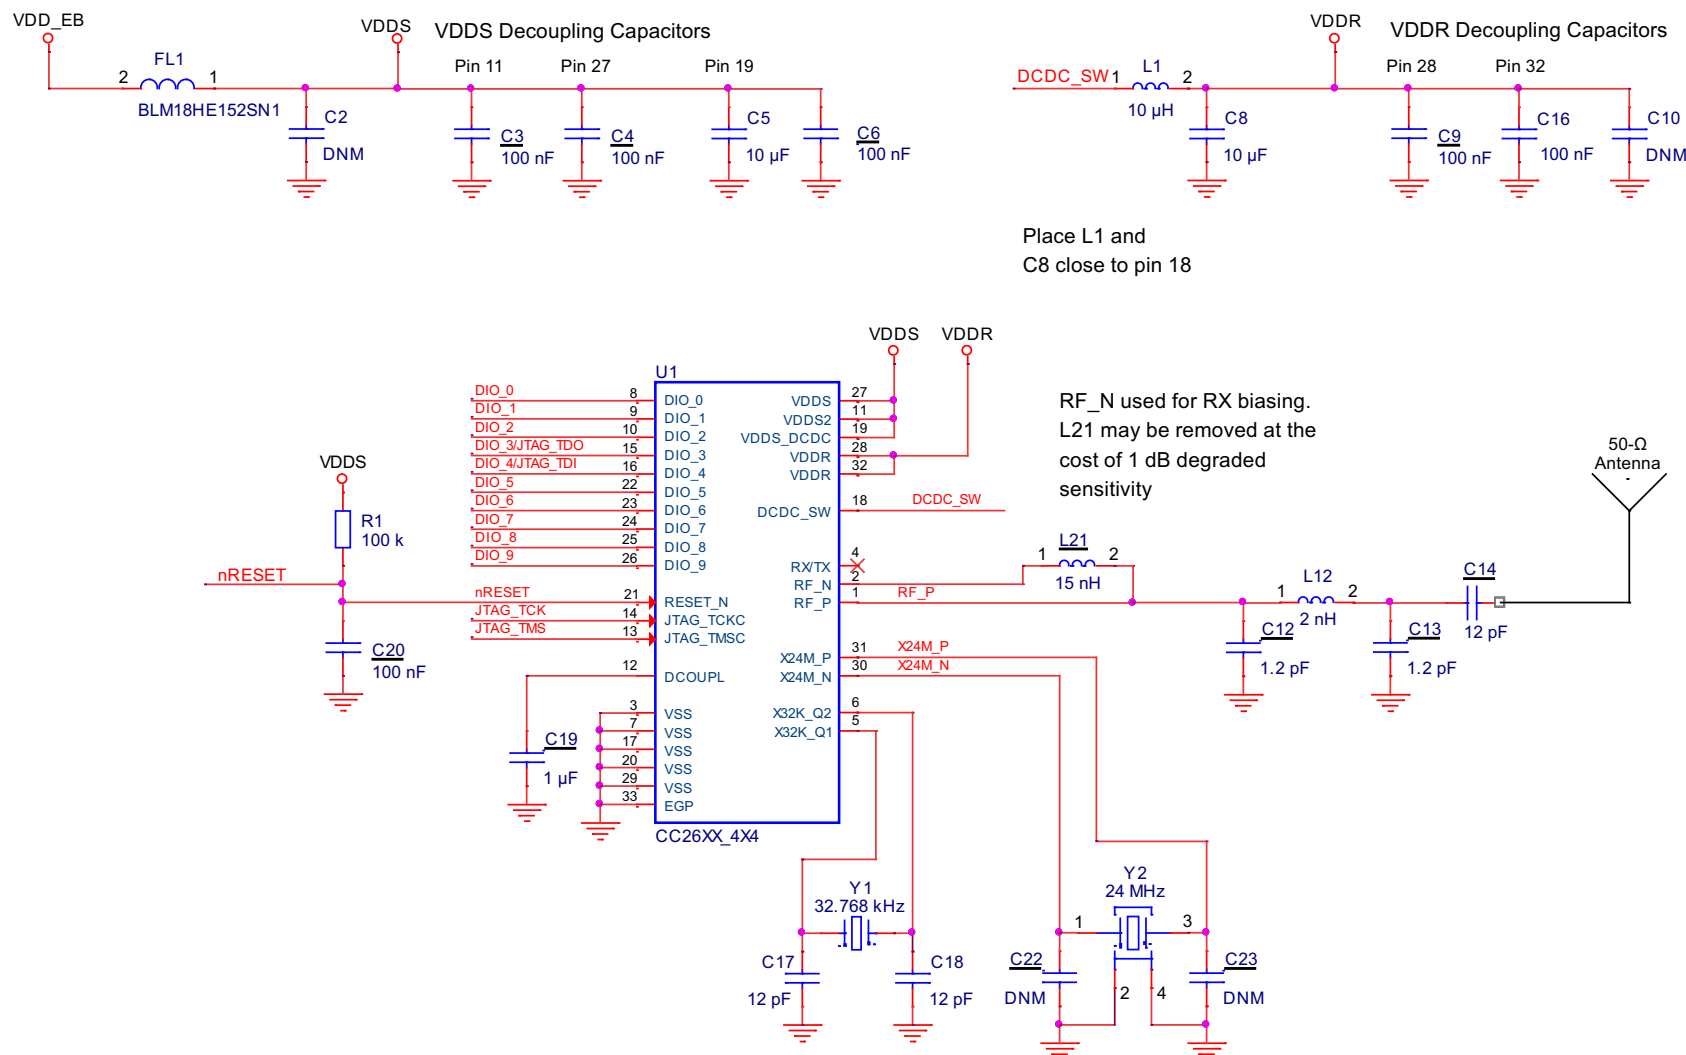 VDD_EB
VDDS
VDDS Decoupling Capacitors
FL1
2
1
BLM18HE152SN1
Pin 11
Pin 27
Pin 19
C2
DNM
C3
100 nF
C4
100 nF
C5
10 µF
C6
100 nF
VDDR
VDDR Decoupling Capacitors
DCDC_SW
1
L1
2
10 µH
Pin 28
Pin 32
C8
10 µF
C9
100 nF
C16
100 nF
C10
DNM
Place L1 and
C8 close to pin 18
VDDS
VDDR
U1
DIO_0
8
DIO_0
DIO_1
9
DIO_1
DIO_2
10
DIO_2
DIO_3/JTAG_TDO
15
DIO_3
DIO_4/JTAG_TDI
16
DIO_4
DIO_5
22
DIO_5
DIO_6
23
DIO_6
DIO_7
24
DIO_7
DIO_8
25
DIO_8
DIO_9
26
DIO_9
nRESET
21
RESET_N
JTAG_TCK
14
JTAG_TCKC
JTAG_TMS
13
JTAG_TMSC
12
DCOUPL
3
VSS
7
VSS
17
VSS
20
VSS
29
VSS
33
EGP
CC26XX_4X4
VDDS
27
VDDS2
11
VDDS_DCDC
19
VDDR
28
VDDR
32
DCDC_SW
18
DCDC_SW
RX/TX
4
RF_N
2
RF_P
1
RF_P
X24M_P
31
X24M_P
X24M_N
30
X24M_N
X32K_Q2
6
X32K_Q1
5
VDDS
R1
100 k
nRESET
C20
100 nF
C19
1 µF
RF_N used for RX biasing.
L21 may be removed at the
cost of 1 dB degraded
sensitivity
1
L21
2
15 nH
50-Ω
Antenna
1
L12
2
2 nH
C14
12 pF
C12
1.2 pF
C13
1.2 pF
Y1
32.768 kHz
C17
12 pF
C18
12 pF
Y2
24 MHz
1
3
2
4
C22
DNM
C23
DNM